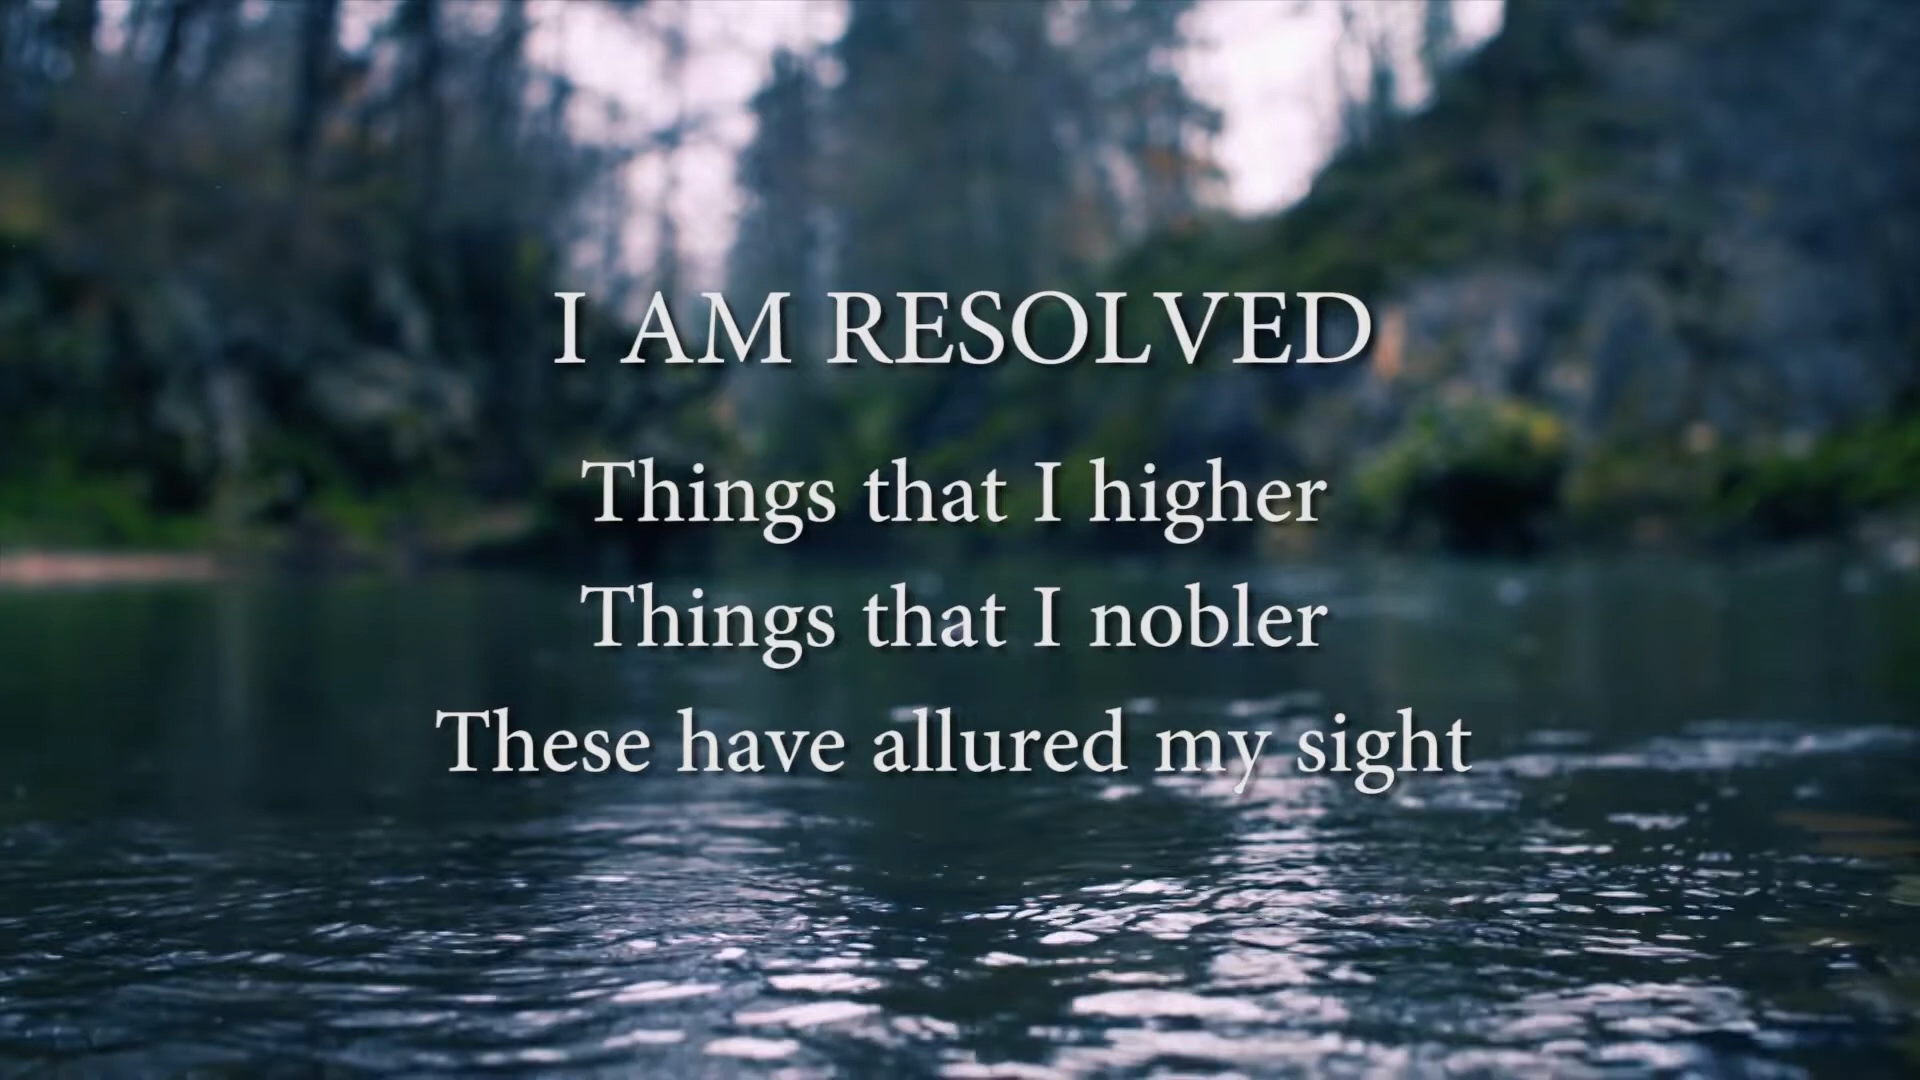 I AM RESOLVED
Things that I higher
Things that I nobler
These have allured my sight